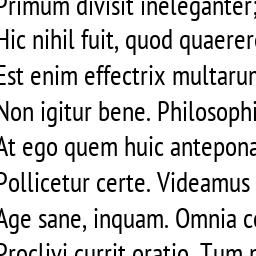 Primum divisit ineleganter;
Hic nihil fuit, quod quaerer
Est enim effectrix multarum
Non igitur bene. Philosophi
At ego quem huic antepona
Pollicetur certe. Videamus
Age sane, inquam. Omnia c
Proclivi currit oratio. Tum